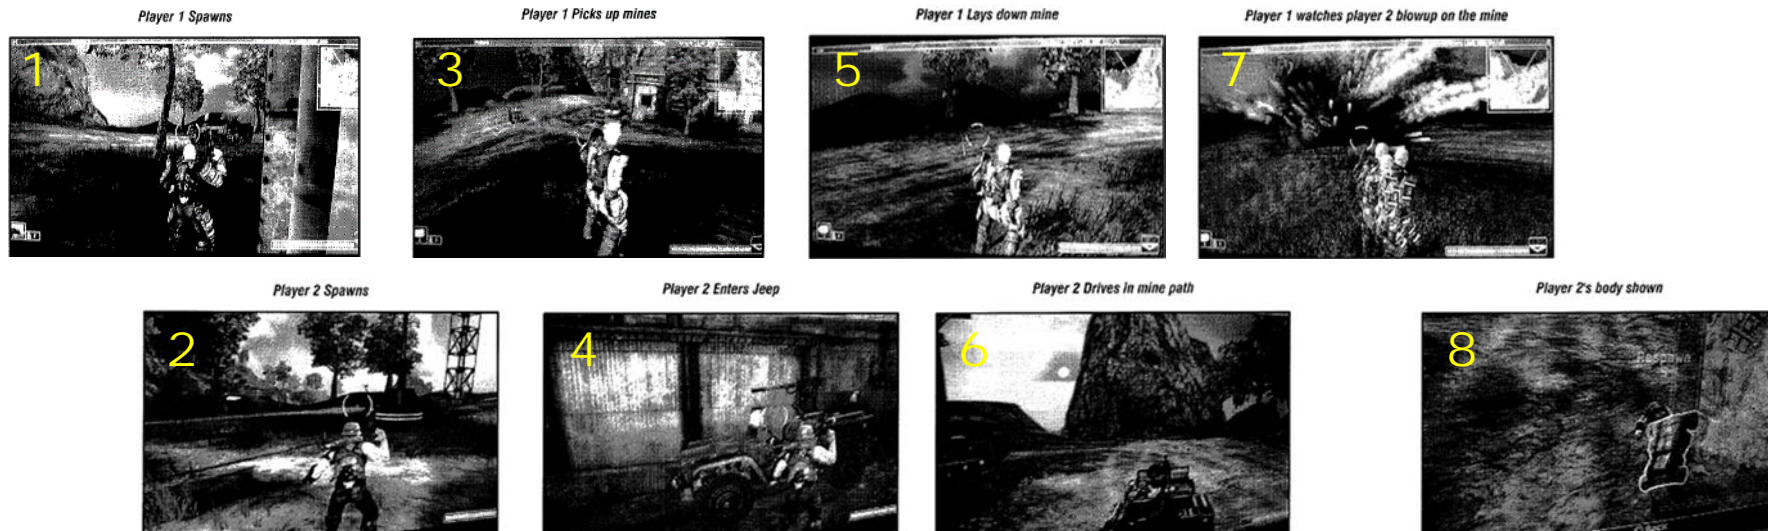 Player 1 Spawns
Player 1 Picks up mines
Player 1 Lays down mine
Player 1 watches player 2 blowup on the mine
1
3
5
7
Player 2 Spawns
Player 2 Enters Jeep
Player 2 Drives in mine path
Player 2's body shown
2
4
6
8
Respawn